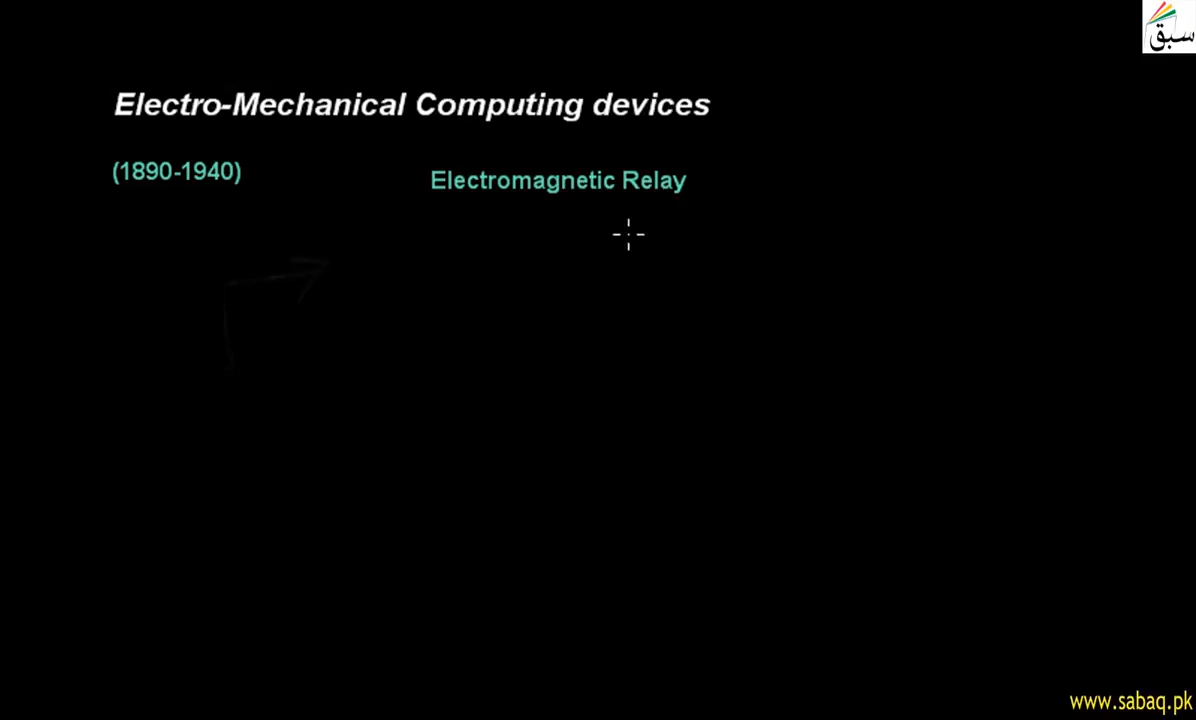 سبق
Electro-Mechanical Computing devices
(1890-1940)
Electromagnetic Relay
www.sabaq.pk